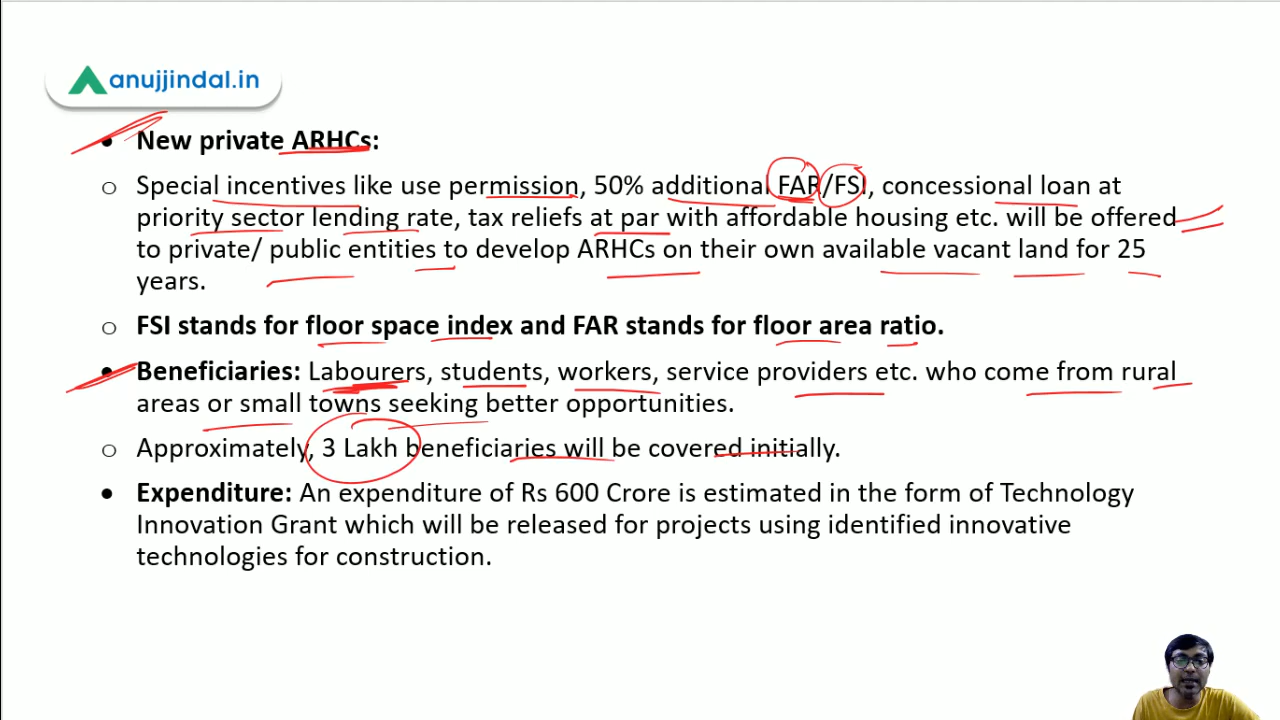 anujjindal.in
• New private ARHCs:
o Special incentives like use permission, 50% additional FAR/FSI, concessional loan at
priority sector lending rate, tax reliefs at par with affordable housing etc. will be offered
to private/ public entities to develop ARHCs on their own available vacant land for 25
years.
o FSI stands for floor space index and FAR stands for floor area ratio.
• Beneficiaries: Labourers, students, workers, service providers etc. who come from rural
areas or small towns seeking better opportunities.
o Approximately, 3 Lakh beneficiaries will be covered initially.
• Expenditure: An expenditure of Rs 600 Crore is estimated in the form of Technology
Innovation Grant which will be released for projects using identified innovative
technologies for construction.